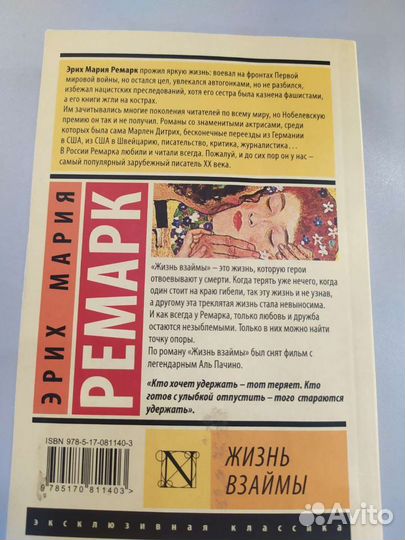 Эрих Мария Ремарк прожил яркую жизнь: воевал на фронтах Первой
мировой войны, но остался цел, увлекался автогонками, но не разбился,
избежал нацистских преследований, хотя его сестра была казнена фашистами,
а его книги жгли на кострах.
Им зачитывались многие поколения читателей по всему миру, но Нобелевскую
премию он так и не получил. Романы со знаменитыми актрисами, среди
которых была сама Марлен Дитрих, бесконечные переезды из Германии
в США, из США в Швейцарию, писательство, критика, журналистика...
В России Ремарка любили и читали всегда. Пожалуй, и до сих пор он у нас –
самый популярный зарубежный писатель XX века.
ЭРИХ МАРИЯ
РЕМАРК
«Жизнь взаймы» – это жизнь, которую герои
отвоевывают у смерти. Когда терять уже нечего, когда
один стоит на краю гибели, так эту жизнь и не узнав,
а другому эта треклятая жизнь стала невыносима.
И как всегда у Ремарка, только любовь и дружба
остаются незыблемыми. Только в них можно найти
точку опоры.
По роману «Жизнь взаймы» был снят фильм с
легендарным Аль Пачино.
«Кто хочет удержать – тот теряет. Кто
готов с улыбкой отпустить – того стараются
удержать».
ISBN 978-5-17-081140-3
9 785170 811403 >
N
ЖИЗНЬ
ВЗАЙМЫ
эксклюзивная классика
Avito